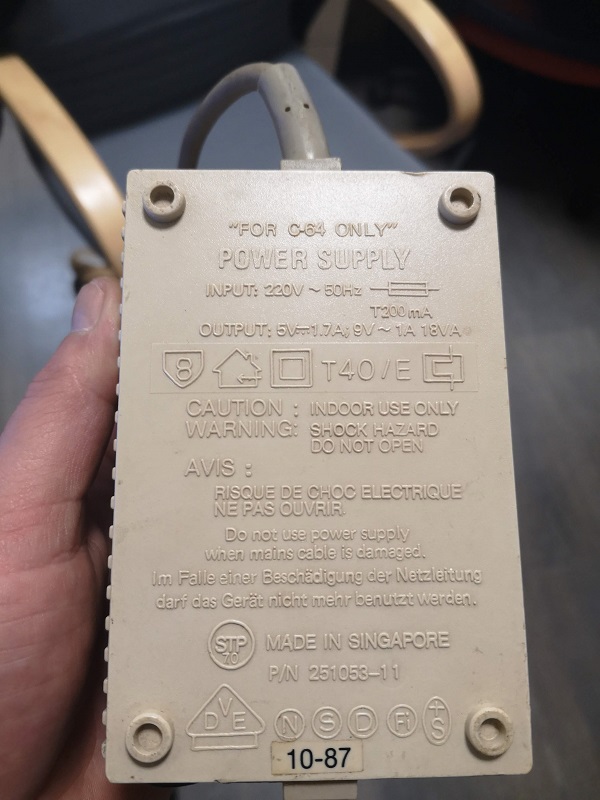 "FOR C-64 ONLY"
POWER SUPPLY
INPUT: 220V ~ 50Hz
T200mA
OUTPUT: 5V⎓1.7A; 9V ~ 1A 18VA
8 T40/E
CAUTION : INDOOR USE ONLY
WARNING: SHOCK HAZARD
DO NOT OPEN
AVIS :
RISQUE DE CHOC ELECTRIQUE
NE PAS OUVRIR
Do not use power supply
when mains cable is damaged.
Im Falle einer Beschädigung der Netzleitung
darf das Gerät nicht mehr benutzt werden.
STP
70
MADE IN SINGAPORE
P/N 251053-11
DVE N S D Fi +S
10-87